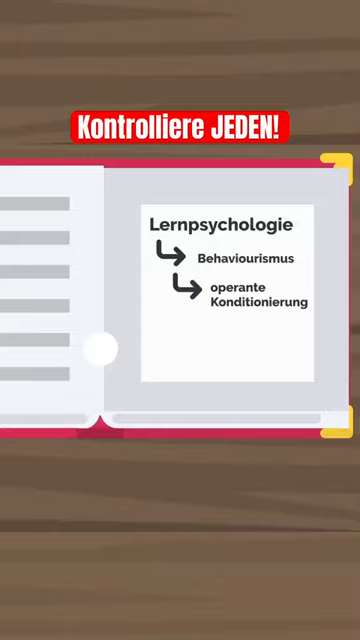 Kontrolliere JEDEN!
Lernpsychologie
Behaviourismus
operante
Konditionierung